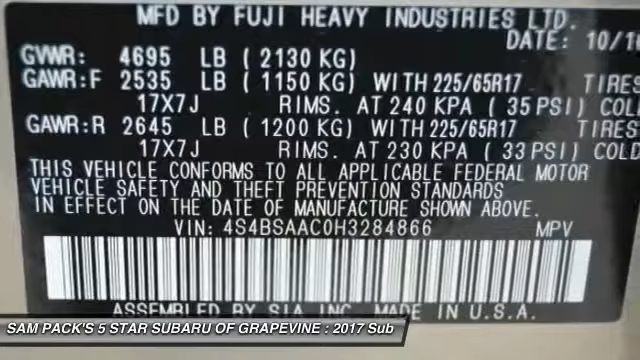 MFD BY FUJI HEAVY INDUSTRIES LTD.
DATE: 10/16
GVWR: 4695 LB ( 2130 KG)
GAWR:F 2535 LB ( 1150 KG) WITH 225/65R17 TIRES
17X7J RIMS. AT 240 KPA ( 35 PSI) COLD
GAWR:R 2645 LB ( 1200 KG) WITH 225/65R17 TIRES
17X7J RIMS. AT 230 KPA ( 33 PSI) COLD
THIS VEHICLE CONFORMS TO ALL APPLICABLE FEDERAL MOTOR
VEHICLE SAFETY AND THEFT PREVENTION STANDARDS
IN EFFECT ON THE DATE OF MANUFACTURE SHOWN ABOVE.
VIN: 4S4BSAAC0H3284866 MPV
ASSEMBLED BY SIA INC. MADE IN U.S.A.
SAM PACK'S 5 STAR SUBARU OF GRAPEVINE : 2017 Sub